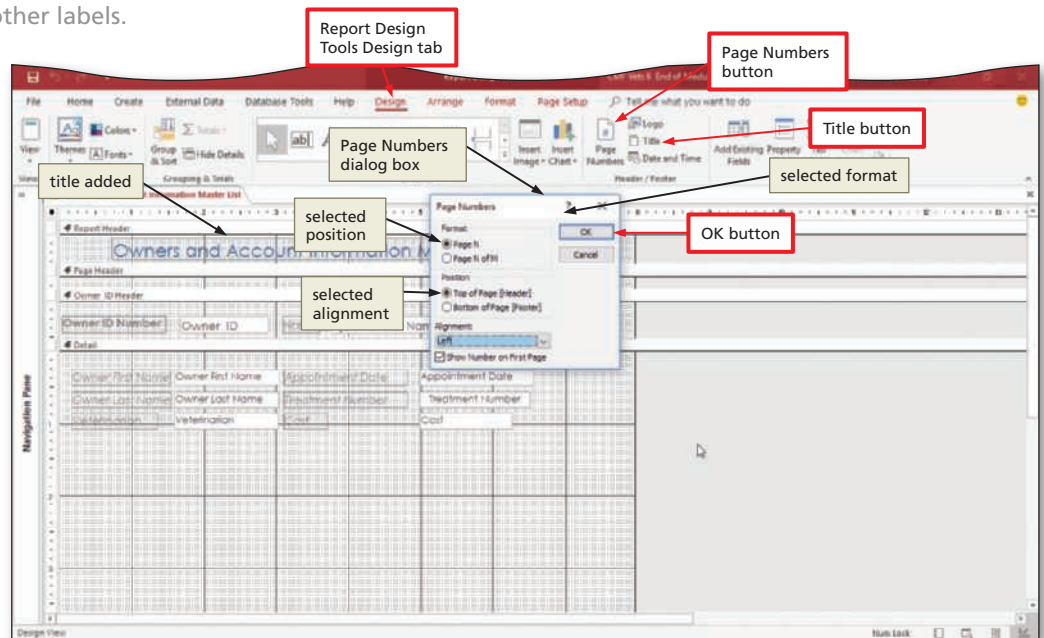 other labels.
Report Design
Tools Design tab
Page Numbers
button
File Home Create External Data Database Tools Help Design Arrange Format Page Setup Tell me what you want to do
View Themes Colors Fonts Group & Sort Totals Hide Details ab| Insert Image Insert Chart Page Numbers Logo Title Date and Time Add Existing Fields Property
Grouping & Totals Header / Footer
Page Numbers
dialog box
Title button
title added
selected format
Information Master List
selected
position
Page Numbers ?
Format
Page N
Page N of M
OK
Cancel
OK button
Report Header
Owners and Account Information M
Page Header
Position
Top of Page [Header]
Bottom of Page [Footer]
selected
alignment
Owner ID Header
Owner ID Number Owner ID
Alignment:
Left
Show Number on First Page
Detail
Owner First Name Owner First Name Appointment Date Appointment Date
Owner Last Name Owner Last Name Treatment Number Treatment Number
Veterinarian Veterinarian Cost Cost
Navigation Pane
Design View Num Lock